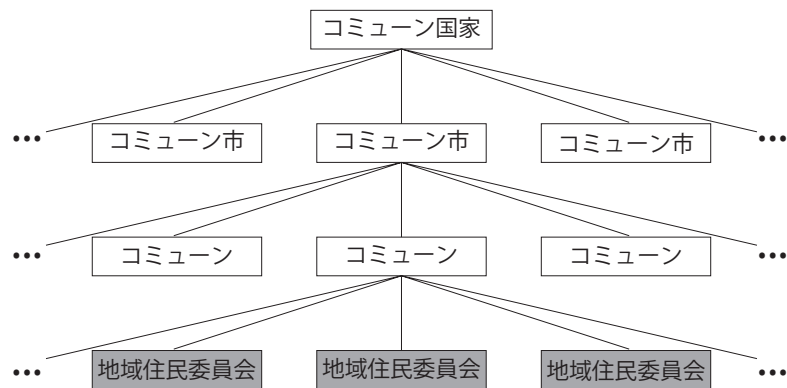 コミューン国家
… コミューン市 コミューン市 コミューン市 …
… コミューン コミューン コミューン …
… 地域住民委員会 地域住民委員会 地域住民委員会 …